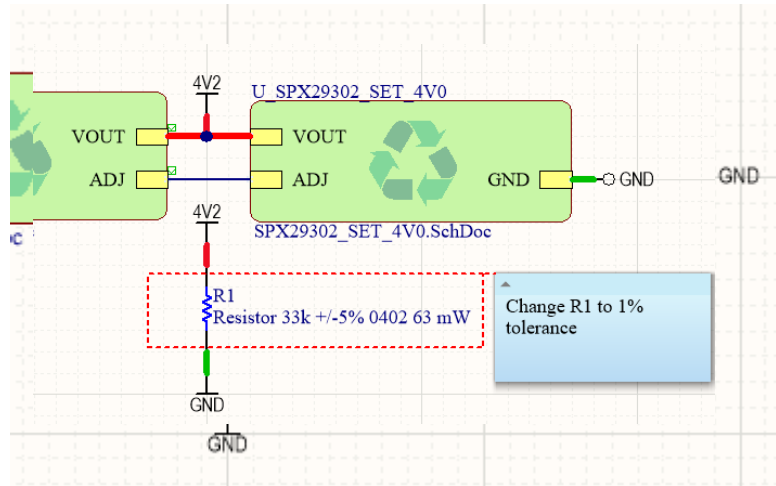 4V2
U_SPX29302_SET_4V0
VOUT
VOUT
ADJ
ADJ
GND
GND
GND
4V2
SPX29302_SET_4V0.SchDoc
R1
Resistor 33k +/-5% 0402 63 mW
Change R1 to 1%
tolerance
GND
GND